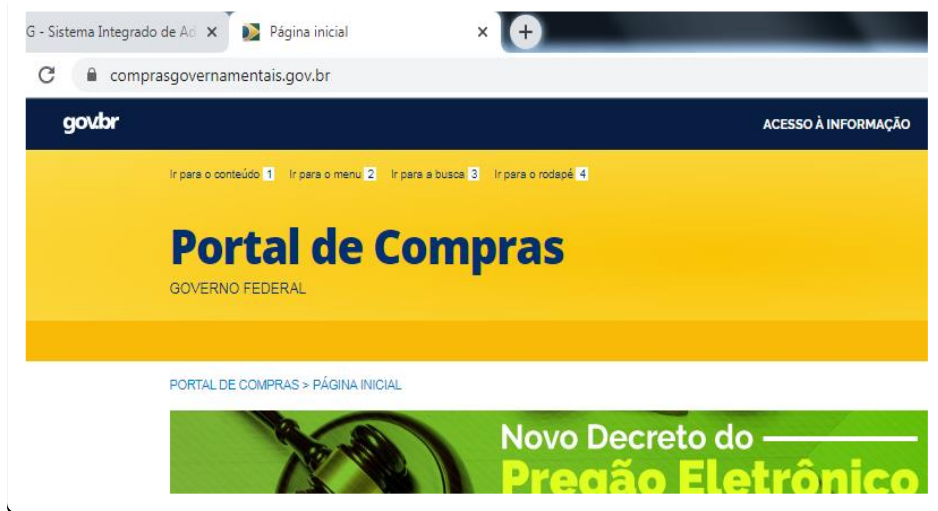 G - Sistema Integrado de Ad
Página inicial
comprasgovernamentais.gov.br
gov.br
ACESSO À INFORMAÇÃO
Ir para o conteúdo 1 Ir para o menu 2 Ir para a busca 3 Ir para o rodapé 4
Portal de Compras
GOVERNO FEDERAL
PORTAL DE COMPRAS > PÁGINA INICIAL
Novo Decreto do
Pregão Eletrônico